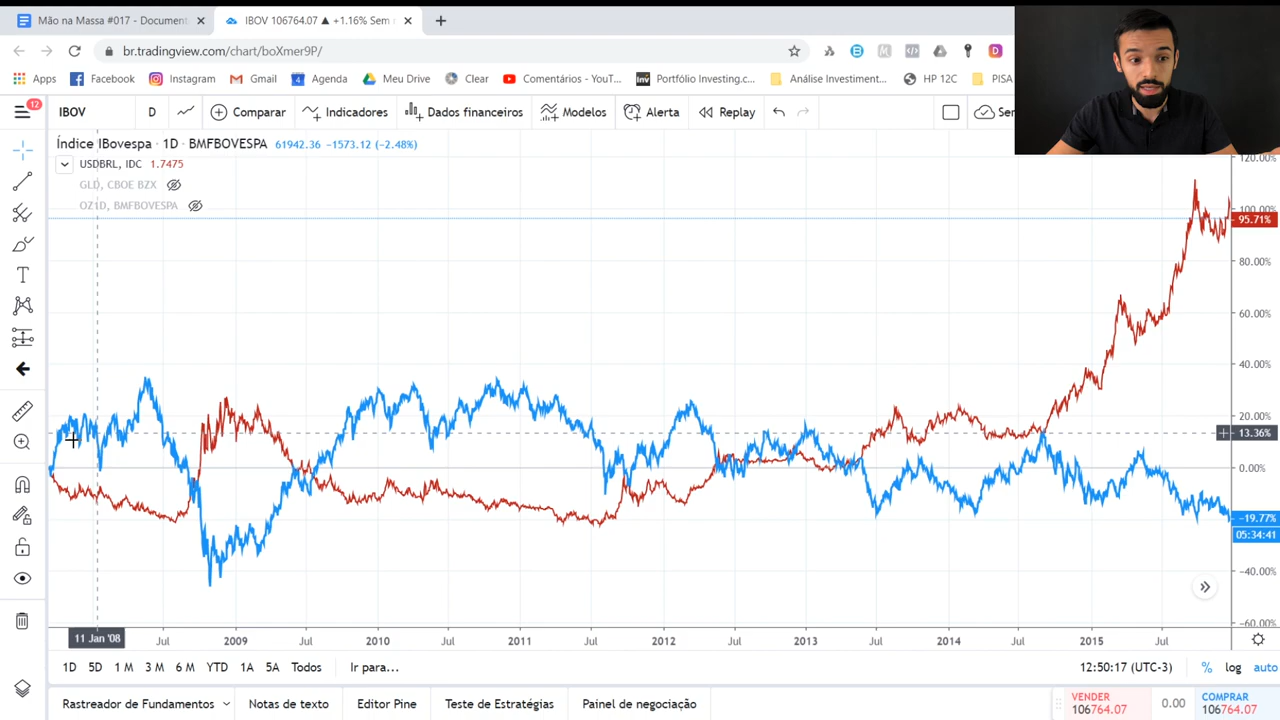 Mão na Massa #017 - Document
IBOV 106764.07 ▲ +1.16% Sem
br.tradingview.com/chart/boXmer9P/
Apps Facebook Instagram Gmail Agenda Meu Drive Clear Comentários - YouT... Portfólio Investing.c... Análise Investiment... HP 12C PISA
12
IBOV D Comparar Indicadores Dados financeiros Modelos Alerta Replay
Índice IBovespa · 1D · BMFBOVESPA 61942.36 −1573.12 (−2.48%)
USDBRL, IDC 1.7475
GLD, CBOE BZX
OZ1D, BMFBOVESPA
120.00%
100.00%
95.71%
80.00%
60.00%
40.00%
20.00%
13.36%
0.00%
−19.77%
05:34:41
−40.00%
−60.00%
11 Jan '08 Jul 2009 Jul 2010 Jul 2011 Jul 2012 Jul 2013 Jul 2014 Jul 2015 Jul
1D 5D 1 M 3 M 6 M YTD 1A 5A Todos Ir para... 12:50:17 (UTC-3) % log auto
Rastreador de Fundamentos Notas de texto Editor Pine Teste de Estratégias Painel de negociação
VENDER 0.00 COMPRAR
106764.07 106764.07